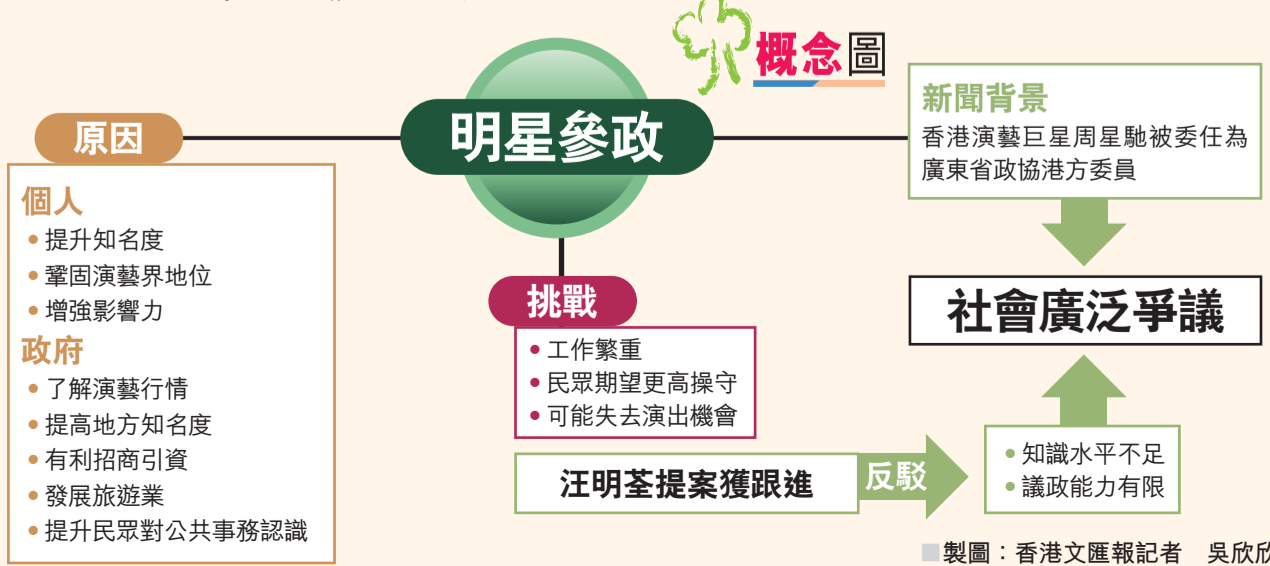 概念圖
明星參政
原因
個人
• 提升知名度
• 鞏固演藝界地位
• 增強影響力
政府
• 了解演藝行情
• 提高地方知名度
• 有利招商引資
• 發展旅遊業
• 提升民眾對公共事務認識
挑戰
• 工作繁重
• 民眾期望更高操守
• 可能失去演出機會
新聞背景
香港演藝巨星周星馳被委任為
廣東省政協港方委員
社會廣泛爭議
汪明荃提案獲跟進
反駁
• 知識水平不足
• 議政能力有限
■製圖：香港文匯報記者 吳欣欣